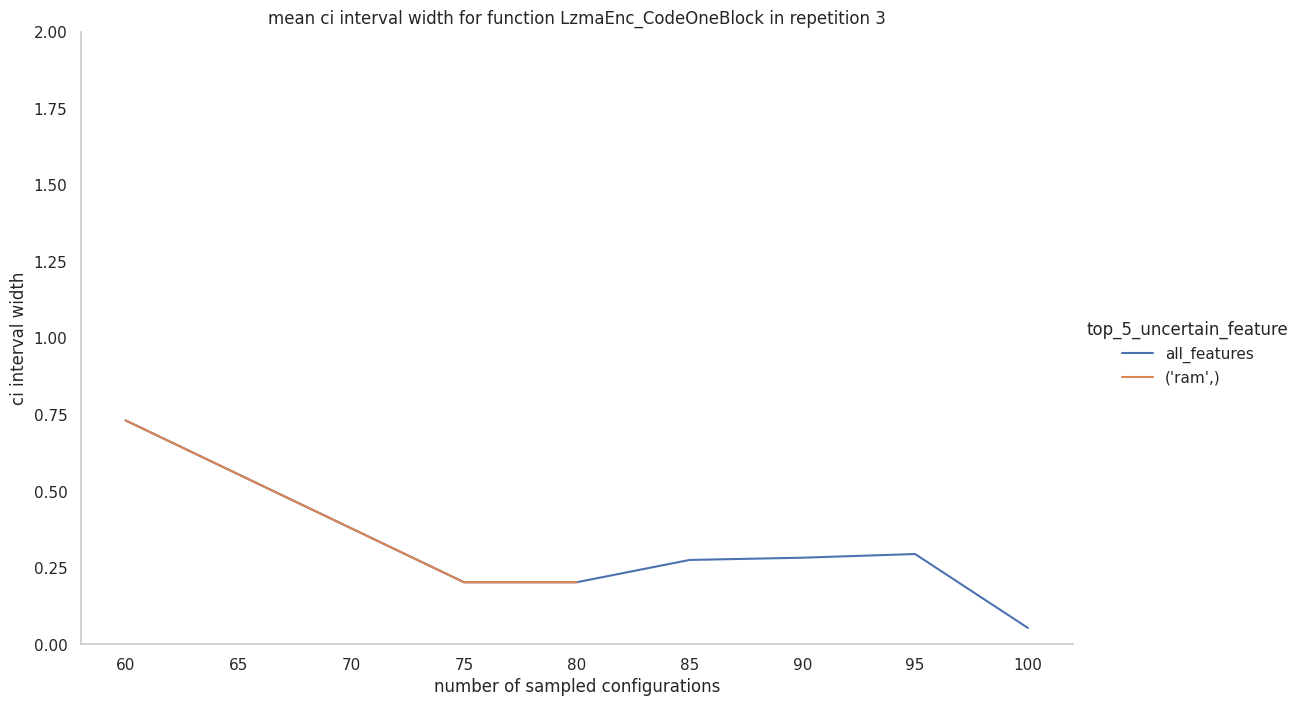 mean ci interval width for function LzmaEnc_CodeOneBlock in repetition 3
2.00
1.75
1.50
1.25
1.00
0.75
0.50
0.25
0.00
ci interval width
60 65 70 75 80 85 90 95 100
number of sampled configurations
top_5_uncertain_feature
all_features
('ram',)